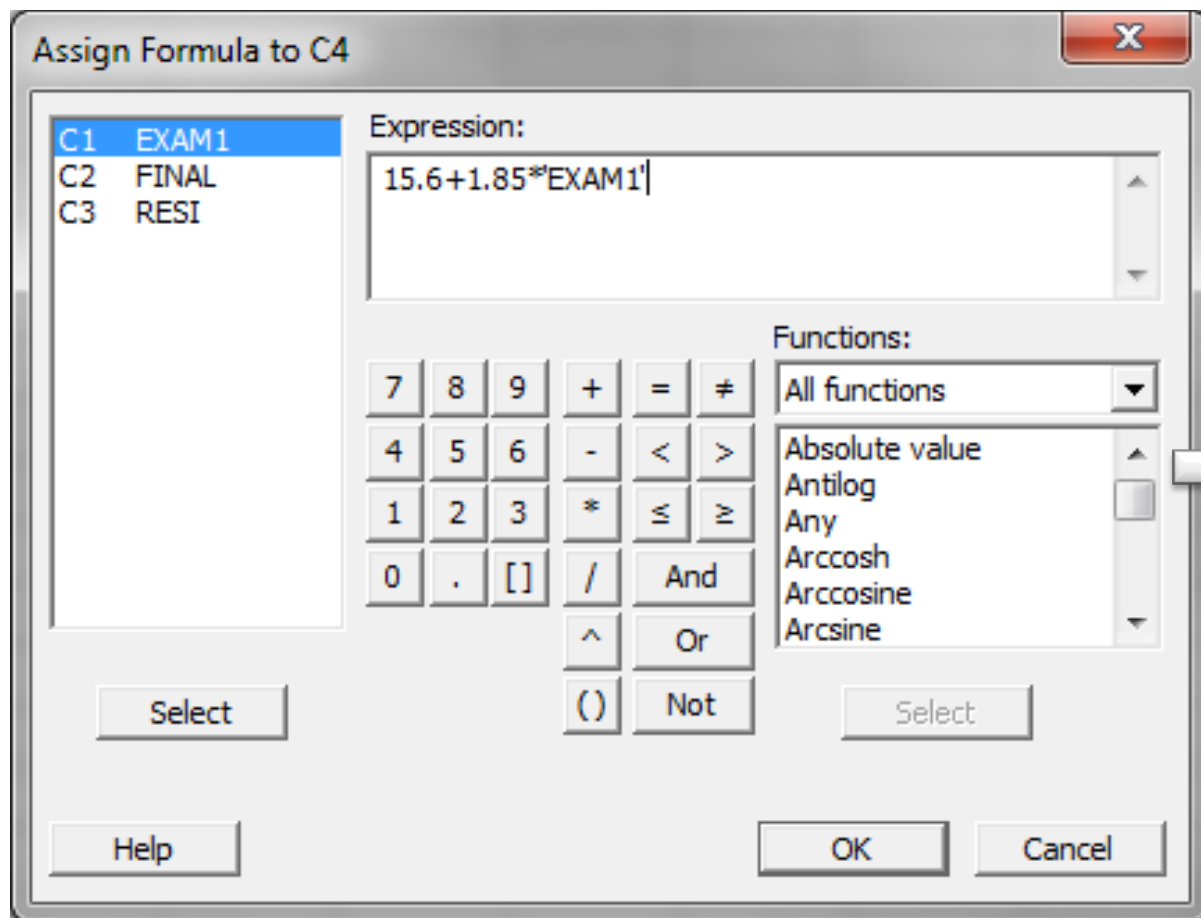 Assign Formula to C4
C1 EXAM1
C2 FINAL
C3 RESI
Expression:
15.6+1.85*'EXAM1'
Functions:
All functions
7 8 9 + = ≠
4 5 6 - < >
1 2 3 * ≤ ≥
0 . [] / And
^ Or
() Not
Absolute value
Antilog
Any
Arccosh
Arccosine
Arcsine
Select
Select
Help
OK
Cancel